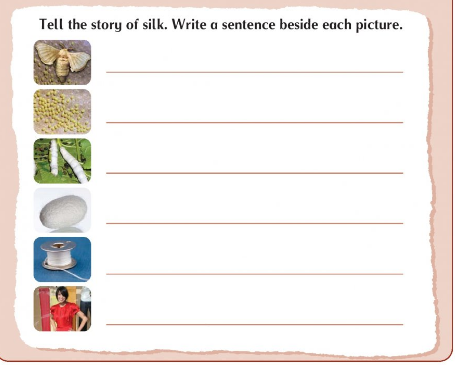 Tell the story of silk. Write a sentence beside each picture.